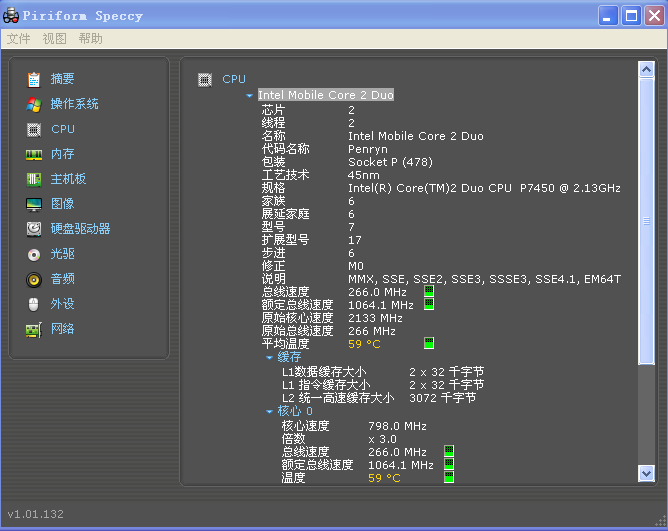 Piriform Speccy
文件 视图 帮助
摘要
操作系统
CPU
内存
主机板
图像
硬盘驱动器
光驱
音频
外设
网络
CPU
Intel Mobile Core 2 Duo
芯片 2
线程 2
名称 Intel Mobile Core 2 Duo
代码名称 Penryn
包装 Socket P (478)
工艺技术 45nm
规格 Intel(R) Core(TM)2 Duo CPU P7450 @ 2.13GHz
家族 6
展延家庭 6
型号 7
扩展型号 17
步进 6
修正 M0
说明 MMX, SSE, SSE2, SSE3, SSSE3, SSE4.1, EM64T
总线速度 266.0 MHz
额定总线速度 1064.1 MHz
原始核心速度 2133 MHz
原始总线速度 266 MHz
平均温度 59 °C
缓存
L1数据缓存大小 2 x 32 千字节
L1 指令缓存大小 2 x 32 千字节
L2 统一高速缓存大小 3072 千字节
核心 0
核心速度 798.0 MHz
倍数 x 3.0
总线速度 266.0 MHz
额定总线速度 1064.1 MHz
温度 59 °C
v1.01.132